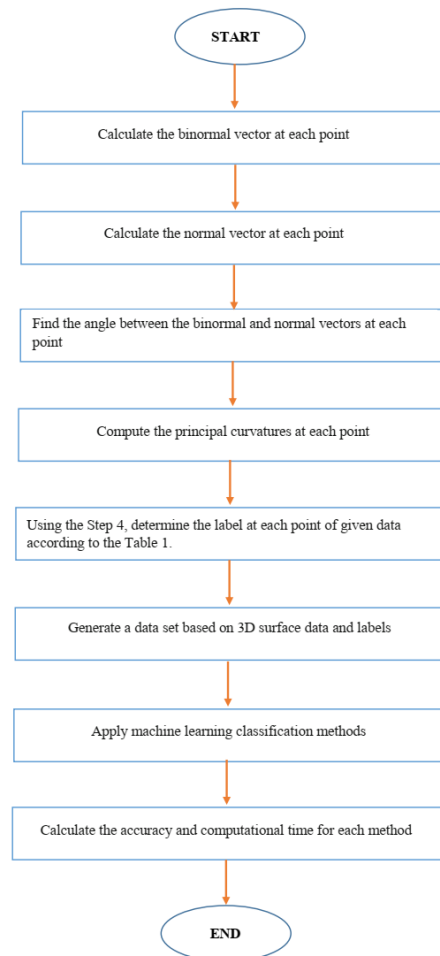 START
Calculate the binormal vector at each point
Calculate the normal vector at each point
Find the angle between the binormal and normal vectors at each
point
Compute the principal curvatures at each point
Using the Step 4, determine the label at each point of given data
according to the Table 1.
Generate a data set based on 3D surface data and labels
Apply machine learning classification methods
Calculate the accuracy and computational time for each method
END